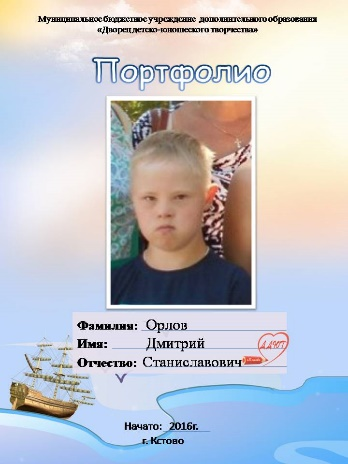 Муниципальное бюджетное учреждение дополнительного образования
«Дворец детско-юношеского творчества»
Портфолио
Фамилия: Орлов
Имя: Дмитрий
Отчество: Станиславович
ДДЮТ
Начато: 2016г.
г. Кстово